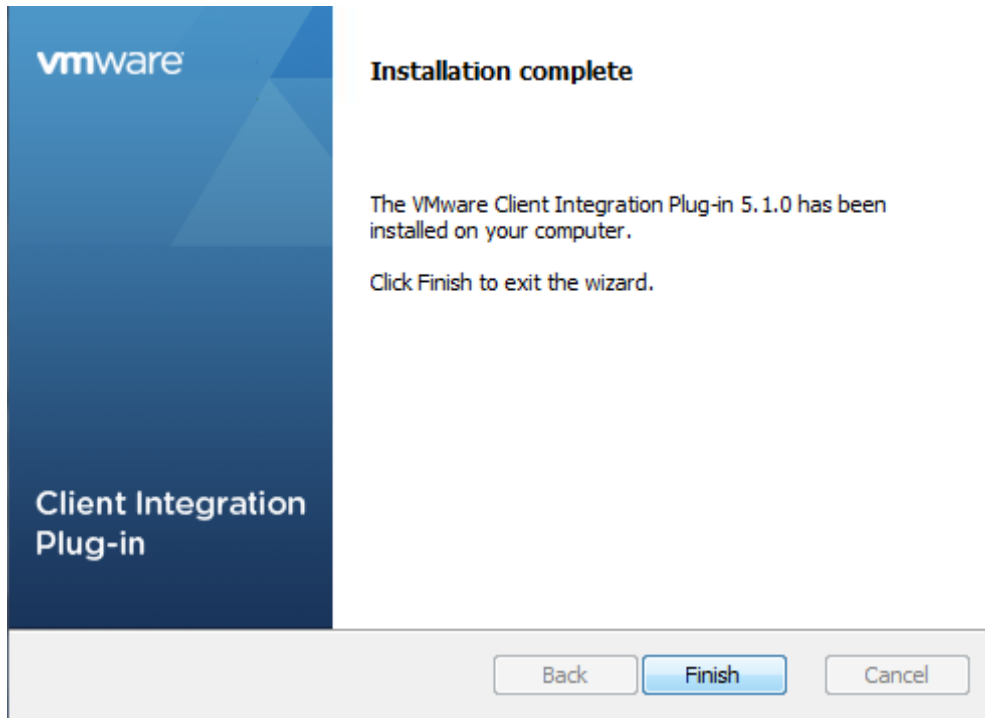 vmware
Installation complete
The VMware Client Integration Plug-in 5.1.0 has been
installed on your computer.
Click Finish to exit the wizard.
Client Integration
Plug-in
Back
Finish
Cancel